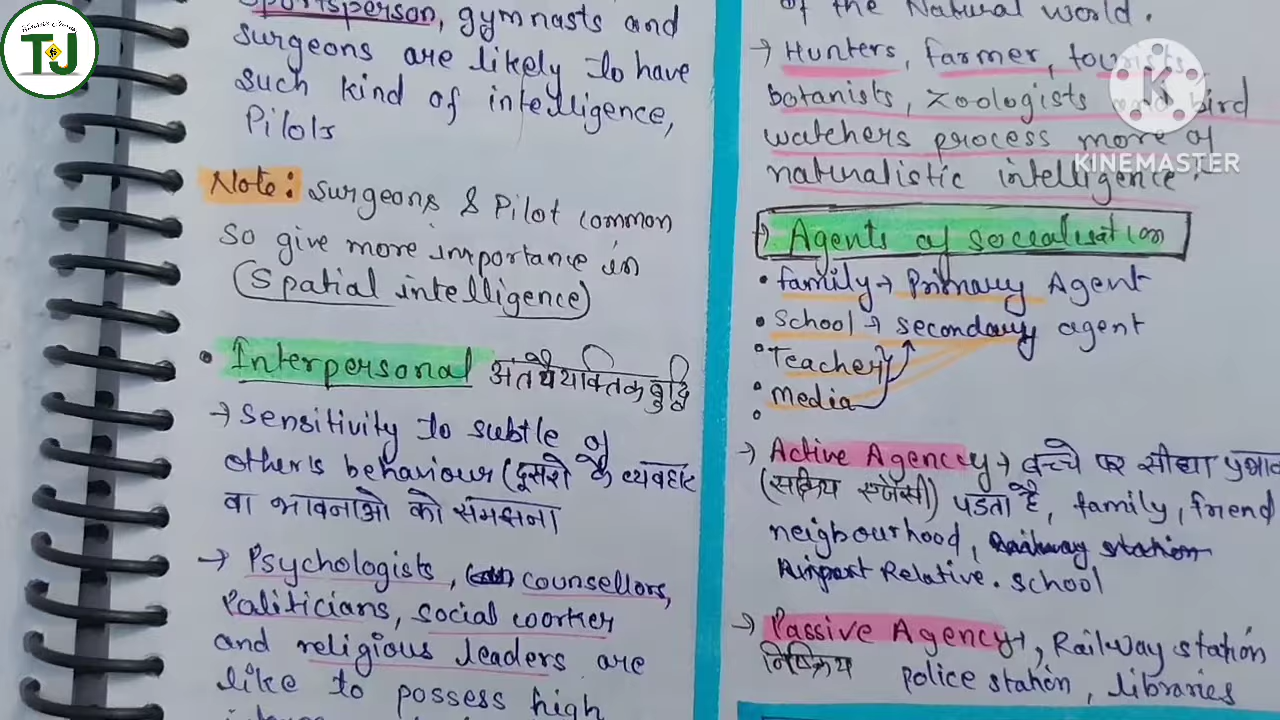 TJ
Sportsperson, gymnasts and
surgeons are likely to have
such kind of intelligence,
Pilots
Note: Surgeons & Pilot common
so give more importance in
(Spatial intelligence)
• Interpersonal अंतर्वैयक्तिक बुद्धि
→ Sensitivity to subtle of
other's behaviour (दूसरो के व्यवहार
वा भावनाओ को समझना
→ Psychologists, counsellors,
Politicians, social worker
and religious leaders are
like to possess high
of the Natural world.
→ Hunters, farmer, tourists,
botanists, zoologists and bird
watchers process more of
naturalistic intelligence.
KINEMASTER
→ Agents of socialisation
• family → Primary Agent
• School → secondary agent
• Teacher
• Media
→ Active Agency → बच्चे पर सीधा प्रभाव
(सक्रिय एजेंसी) पडता है, family, friend
neigbourhood, Railway station
Airport Relative. school
→ Passive Agency →, Railway station
निष्क्रिय police station, libraries